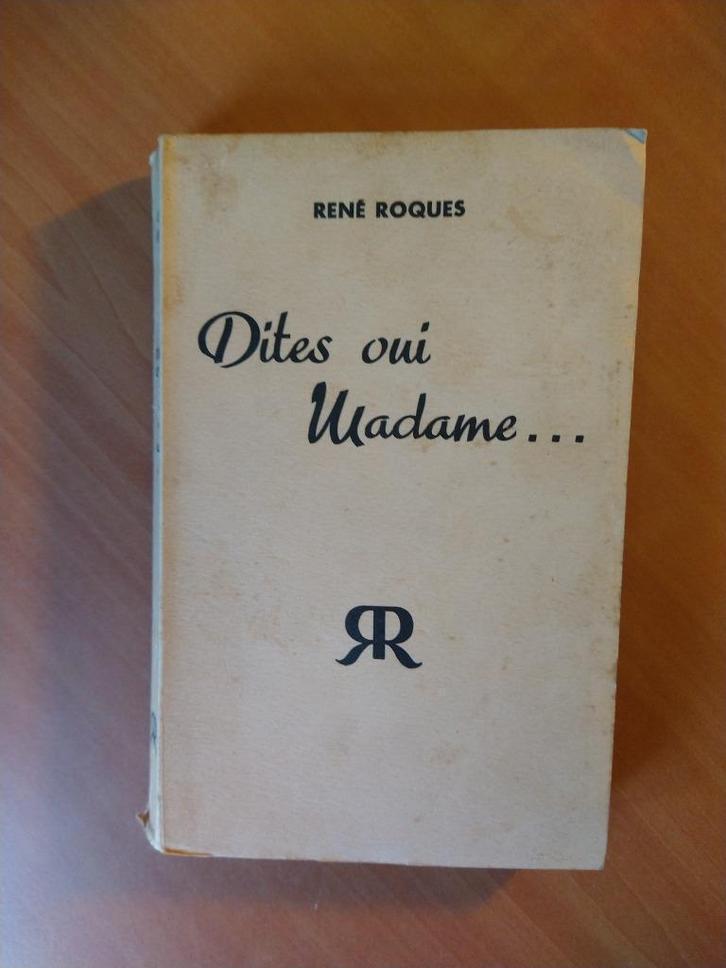 RENÉ ROQUES
Dites oui
Madame...
RR